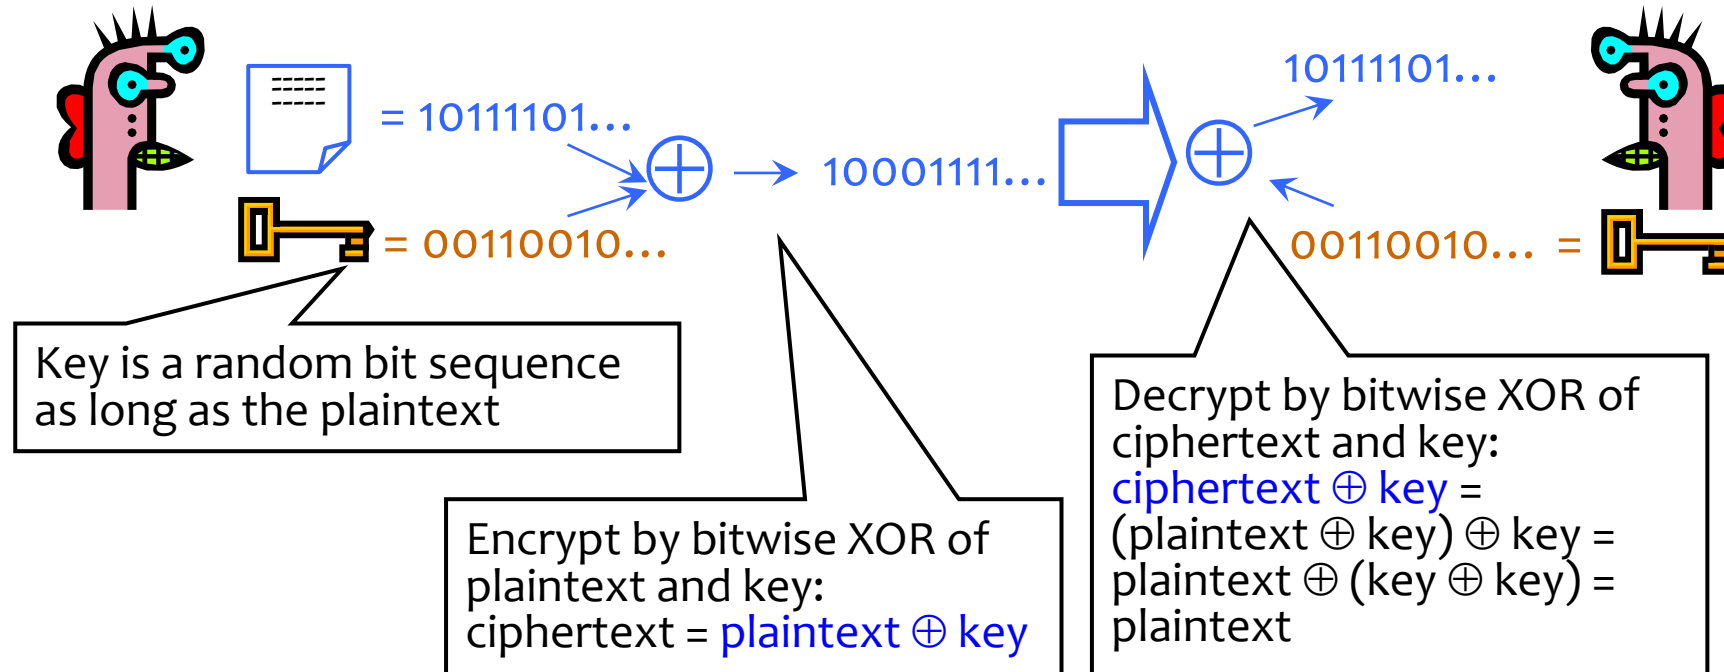 -----
-----
-----
= 10111101...
= 00110010...
10001111...
10111101...
00110010... =
Key is a random bit sequence
as long as the plaintext
Encrypt by bitwise XOR of
plaintext and key:
ciphertext = plaintext ⊕ key
Decrypt by bitwise XOR of
ciphertext and key:
ciphertext ⊕ key =
(plaintext ⊕ key) ⊕ key =
plaintext ⊕ (key ⊕ key) =
plaintext